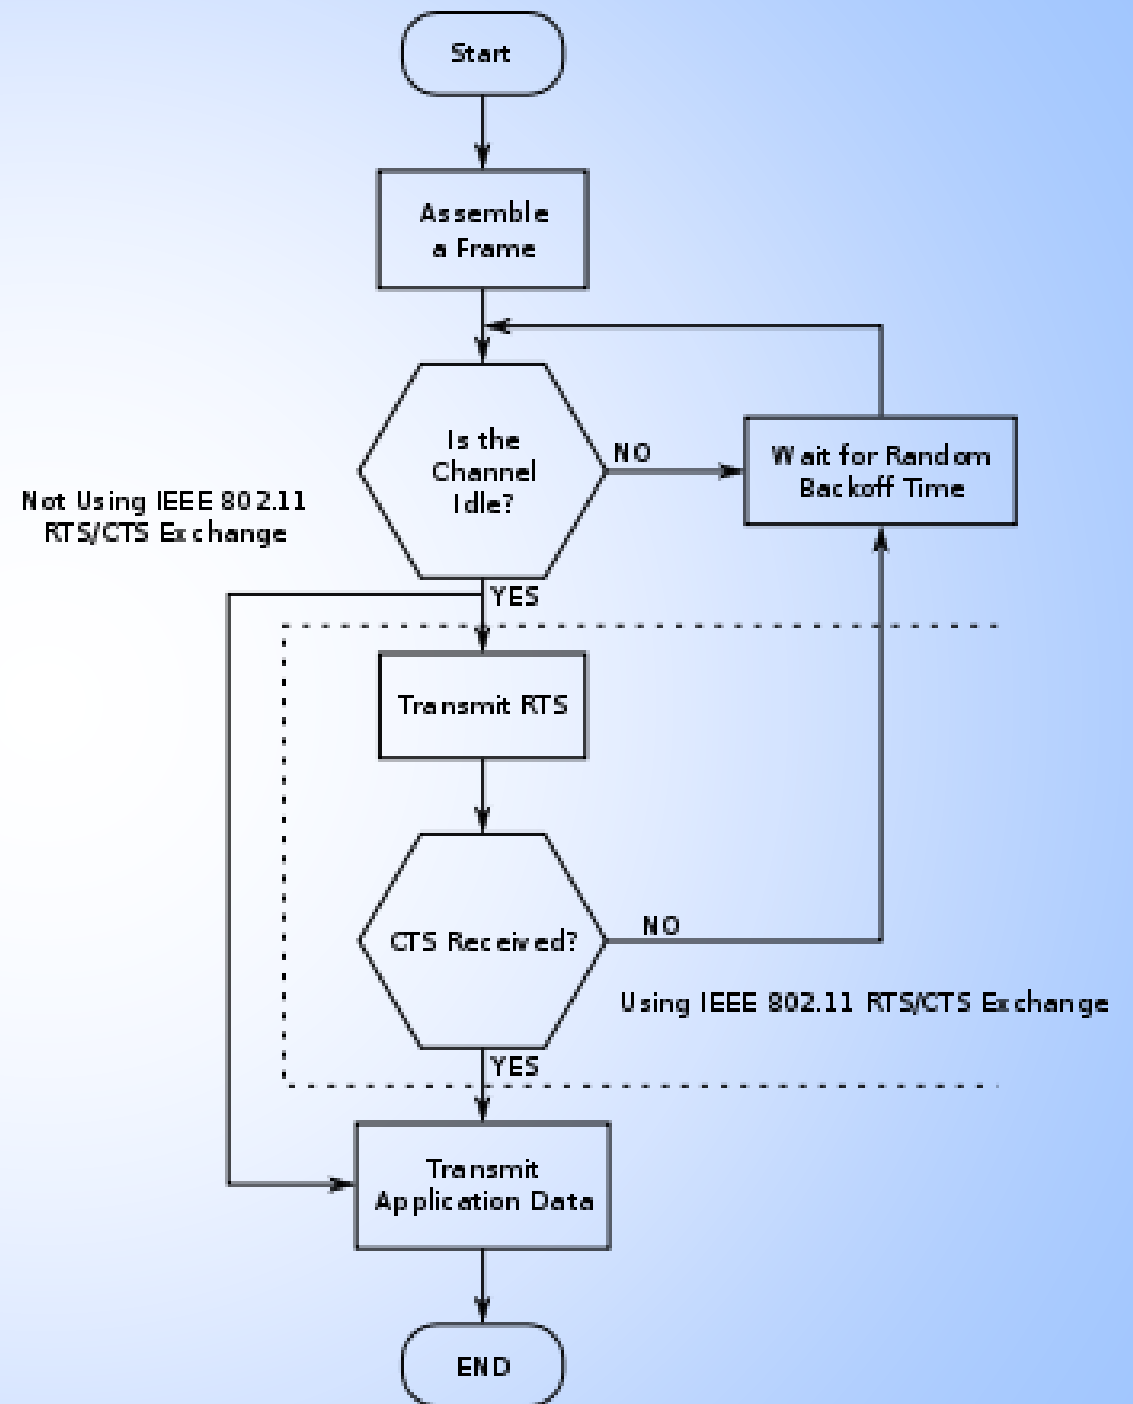 Start
Assemble
a Frame
Is the
Channel
Idle?
NO
Wait for Random
Backoff Time
Not Using IEEE 802.11
RTS/CTS Exchange
YES
Transmit RTS
CTS Received?
NO
Using IEEE 802.11 RTS/CTS Exchange
YES
Transmit
Application Data
END